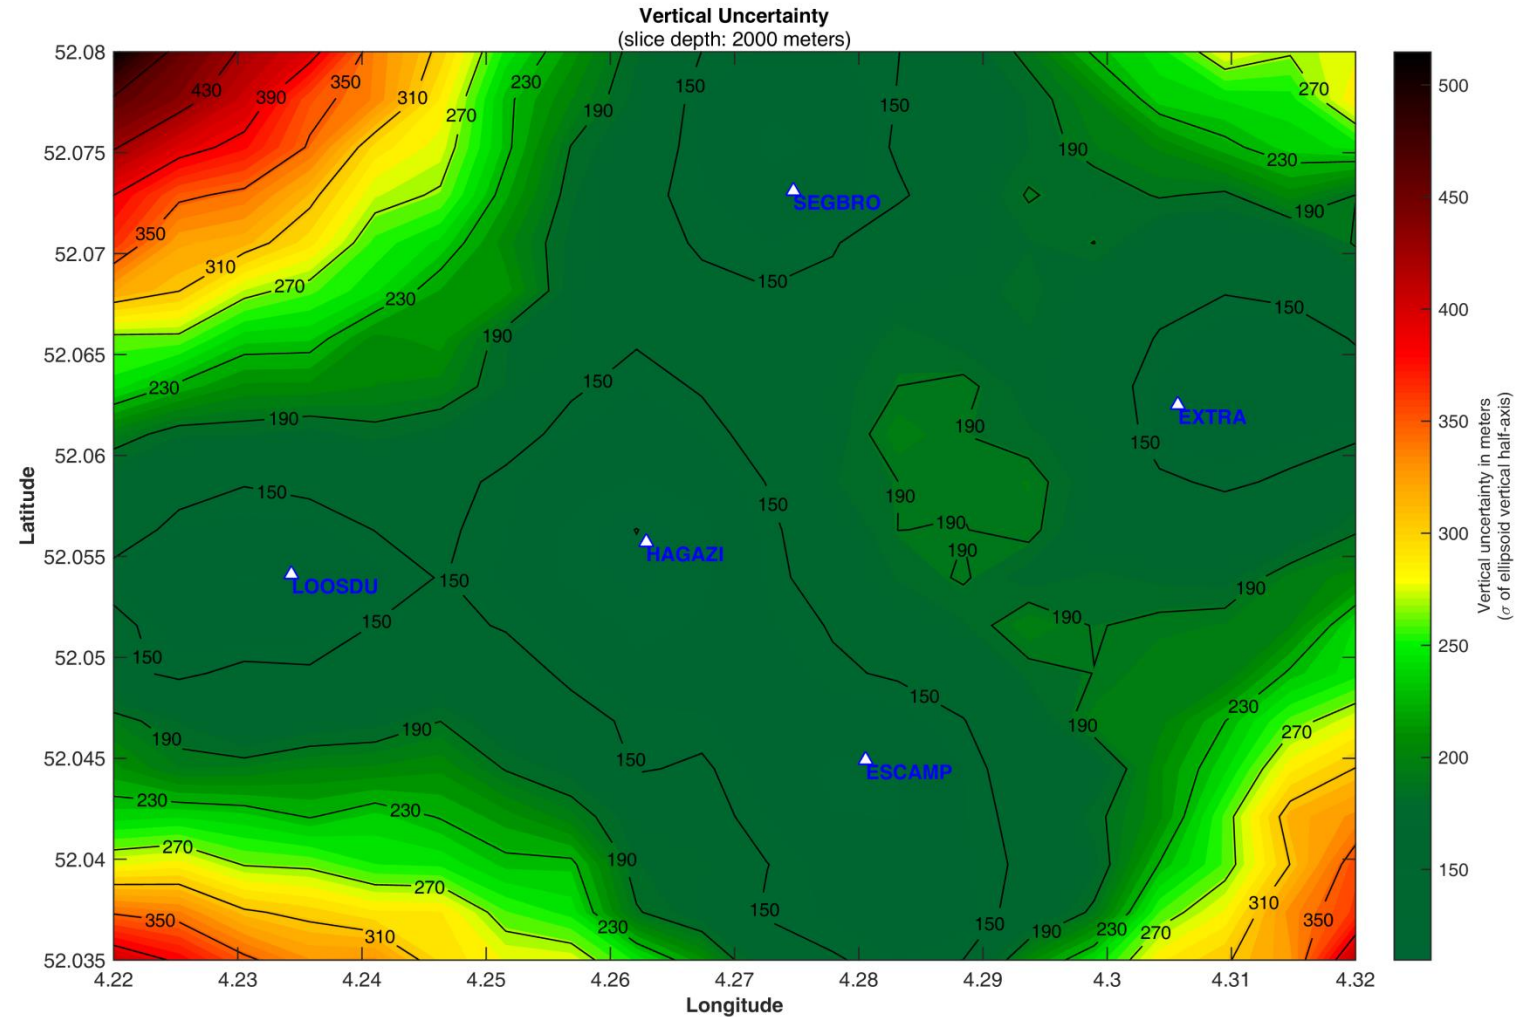 Vertical Uncertainty
(slice depth: 2000 meters)
52.08
52.075
52.07
52.065
52.06
52.055
52.05
52.045
52.04
52.035
Latitude
4.22 4.23 4.24 4.25 4.26 4.27 4.28 4.29 4.3 4.31 4.32
Longitude
430 390 350 310 270 230 190 150 150 190 270 230 190
350 310 270 230 190 150
SEGBRO
150
230 190 150
190
150
EXTRA
150 150 190 190 190
HAGAZI
LOOSDU
150 150 150 190 190
150 190 230 270
190 190 150
ESCAMP
230 230 270 270 190 150
350 310 230 150 190 230 270 310 350
500
450
400
350
300
250
200
150
Vertical uncertainty in meters
(σ of ellipsoid vertical half-axis)